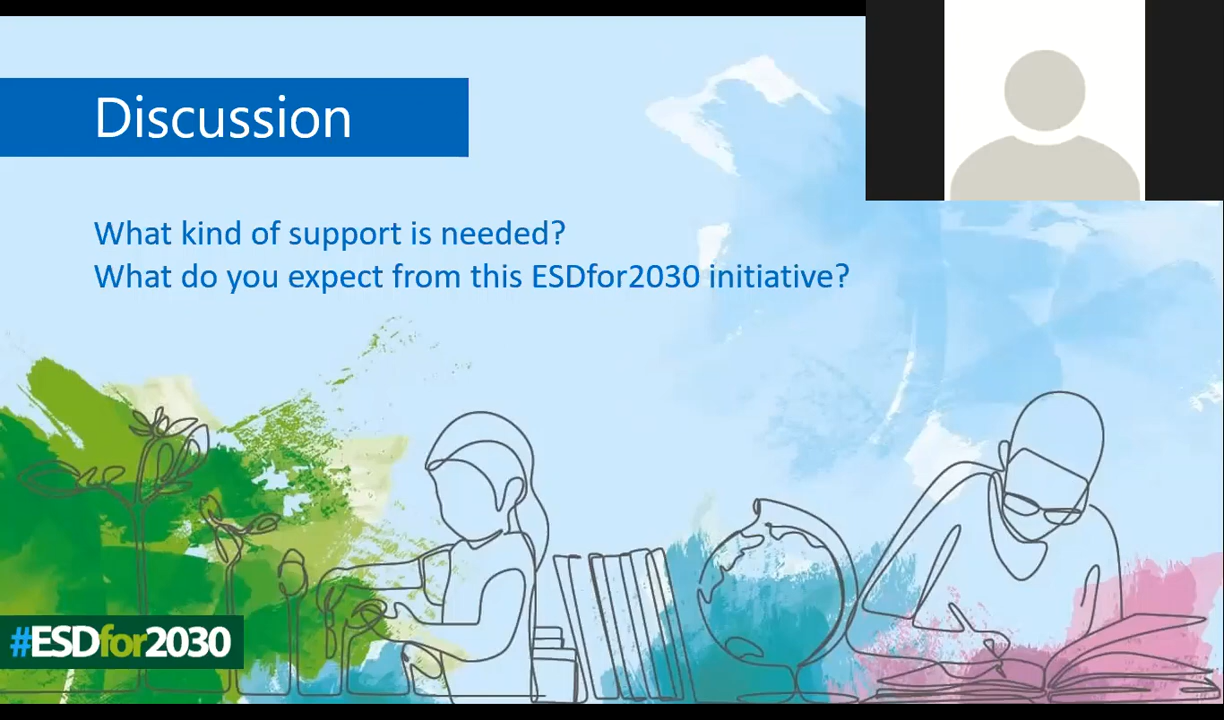 Discussion
What kind of support is needed?
What do you expect from this ESDfor2030 initiative?
#ESDfor2030